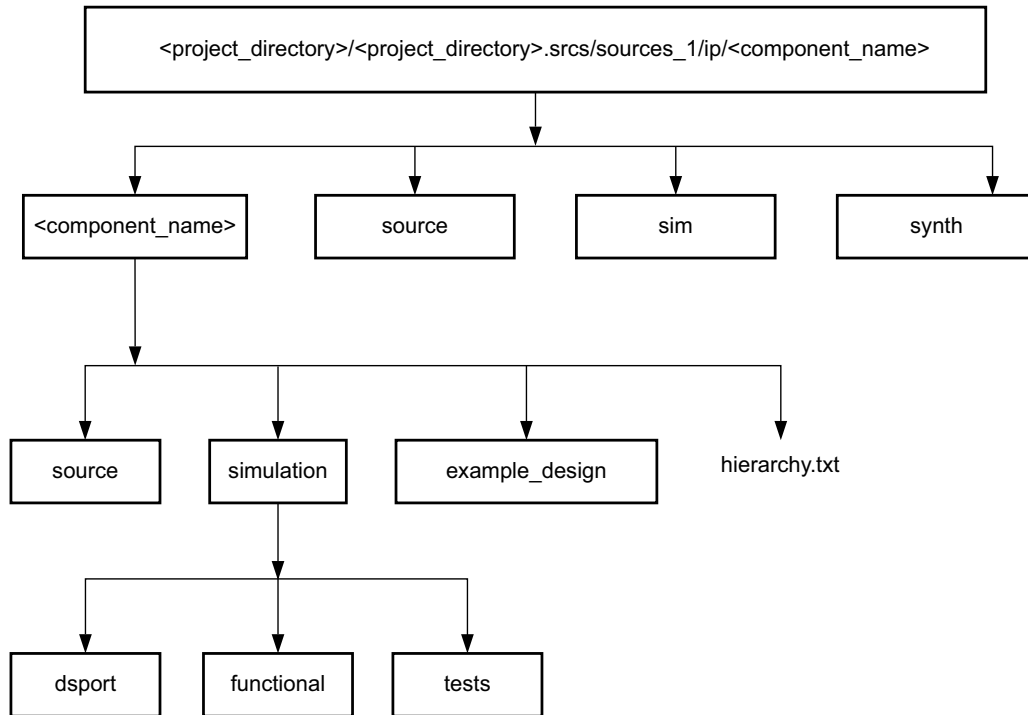 <project_directory>/<project_directory>.srcs/sources_1/ip/<component_name>
<component_name>
source
sim
synth
source
simulation
example_design
hierarchy.txt
dsport
functional
tests